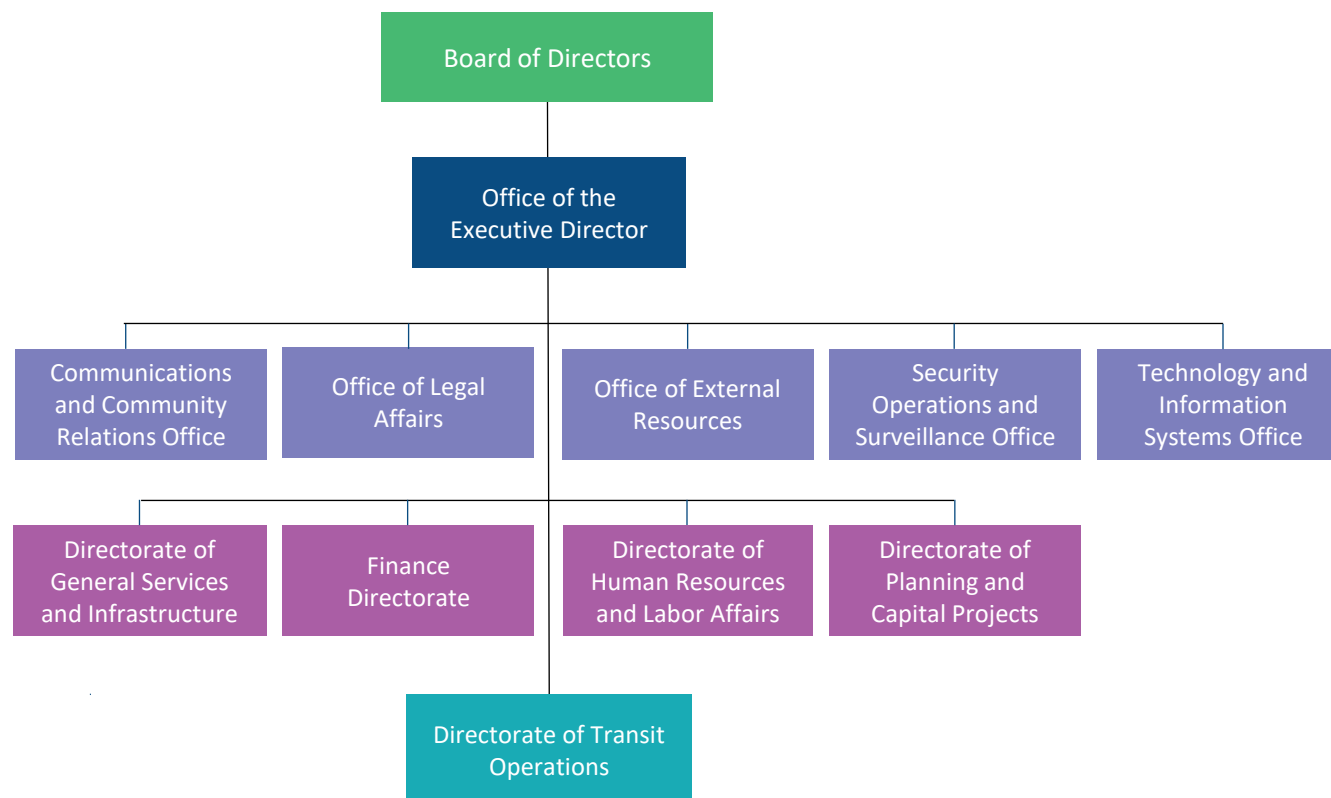 Board of Directors
Office of the
Executive Director
Communications
and Community
Relations Office
Office of Legal
Affairs
Office of External
Resources
Security
Operations and
Surveillance Office
Technology and
Information
Systems Office
Directorate of
General Services
and Infrastructure
Finance
Directorate
Directorate of
Human Resources
and Labor Affairs
Directorate of
Planning and
Capital Projects
Directorate of Transit
Operations